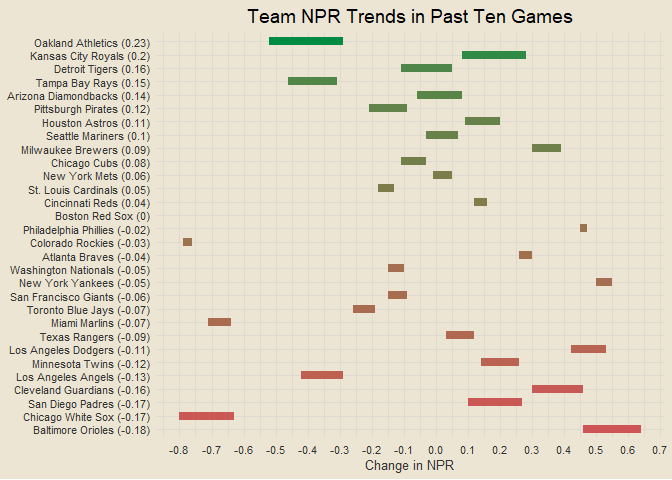 Team NPR Trends in Past Ten Games
Oakland Athletics (0.23)
Kansas City Royals (0.2)
Detroit Tigers (0.16)
Tampa Bay Rays (0.15)
Arizona Diamondbacks (0.14)
Pittsburgh Pirates (0.12)
Houston Astros (0.11)
Seattle Mariners (0.1)
Milwaukee Brewers (0.09)
Chicago Cubs (0.08)
New York Mets (0.06)
St. Louis Cardinals (0.05)
Cincinnati Reds (0.04)
Boston Red Sox (0)
Philadelphia Phillies (-0.02)
Colorado Rockies (-0.03)
Atlanta Braves (-0.04)
Washington Nationals (-0.05)
New York Yankees (-0.05)
San Francisco Giants (-0.06)
Toronto Blue Jays (-0.07)
Miami Marlins (-0.07)
Texas Rangers (-0.09)
Los Angeles Dodgers (-0.11)
Minnesota Twins (-0.12)
Los Angeles Angels (-0.13)
Cleveland Guardians (-0.16)
San Diego Padres (-0.17)
Chicago White Sox (-0.17)
Baltimore Orioles (-0.18)
-0.8 -0.7 -0.6 -0.5 -0.4 -0.3 -0.2 -0.1 0.0 0.1 0.2 0.3 0.4 0.5 0.6 0.7
Change in NPR